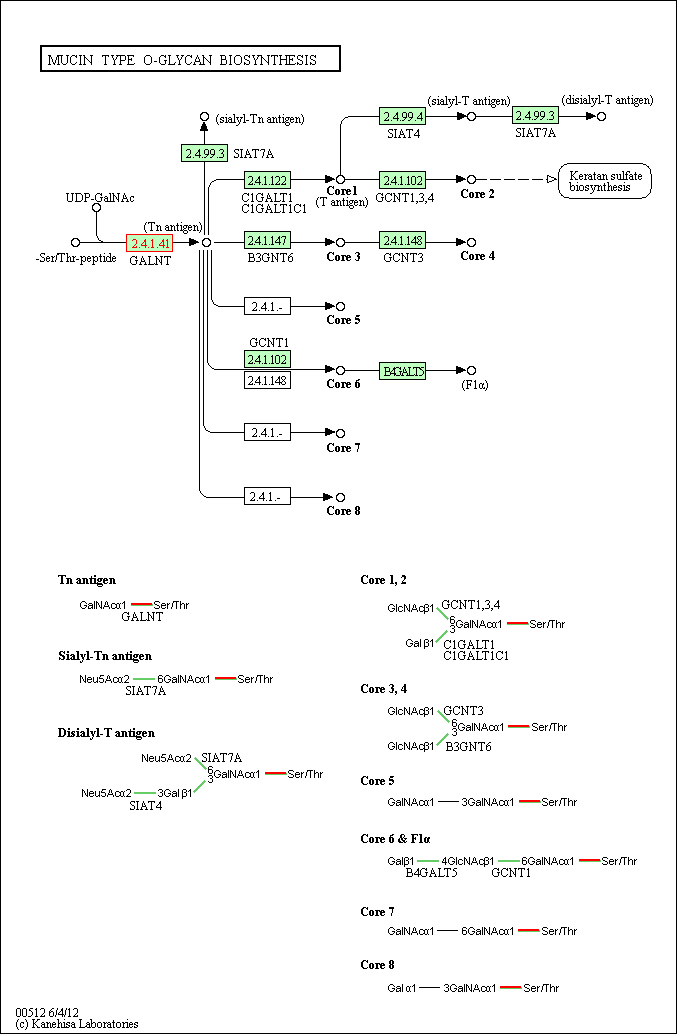 MUCIN TYPE O-GLYCAN BIOSYNTHESIS
(sialyl-T antigen)
(disialyl-T antigen)
2.4.99.4
2.4.99.3
(sialyl-Tn antigen)
SIAT4
SIAT7A
2.4.99.3
SIAT7A
2.4.1.122
2.4.1.102
Keratan sulfate
biosynthesis
C1GALT1
C1GALT1C1
Core1
(T antigen)
GCNT1,3,4
Core 2
UDP-GalNAc
(Tn antigen)
2.4.1.41
2.4.1.147
2.4.1.148
-Ser/Thr-peptide
GALNT
B3GNT6
Core 3
GCNT3
Core 4
2.4.1.-
Core 5
GCNT1
2.4.1.102
2.4.1.148
Core 6
B4GALT5
(F1α)
2.4.1.-
Core 7
2.4.1.-
Core 8
Tn antigen
GalNAcα1
Ser/Thr
GALNT
Sialyl-Tn antigen
Neu5Acα2
6GalNAcα1
Ser/Thr
SIAT7A
Disialyl-T antigen
Neu5Acα2
SIAT7A
6
3GalNAcα1
Ser/Thr
Neu5Acα2
3Galβ1
SIAT4
Core 1, 2
GlcNAcβ1
GCNT1,3,4
6
3GalNAcα1
Ser/Thr
Galβ1
C1GALT1
C1GALT1C1
Core 3, 4
GlcNAcβ1
GCNT3
6
3GalNAcα1
Ser/Thr
GlcNAcβ1
B3GNT6
Core 5
GalNAcα1
3GalNAcα1
Ser/Thr
Core 6 & F1α
Galβ1
4GlcNAcβ1
6GalNAcα1
Ser/Thr
B4GALT5
GCNT1
Core 7
GalNAcα1
6GalNAcα1
Ser/Thr
Core 8
Galα1
3GalNAcα1
Ser/Thr
00512 6/4/12
(c) Kanehisa Laboratories